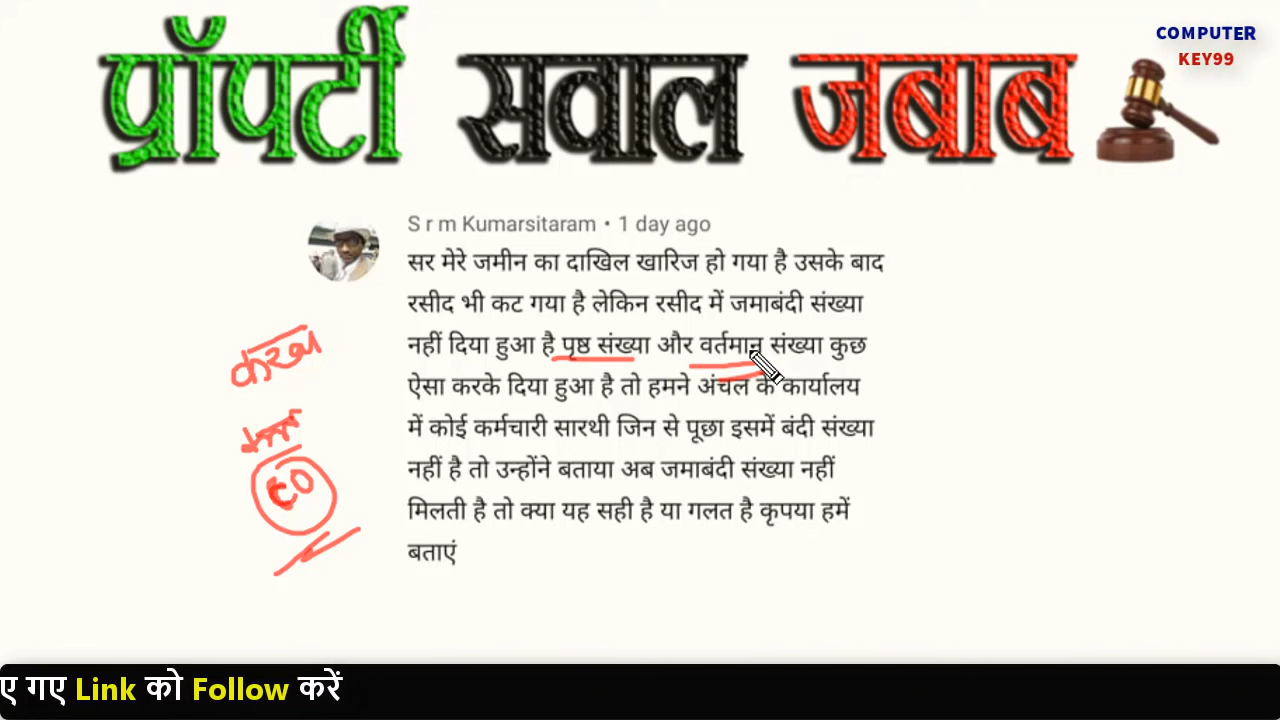 प्रॉपर्टी सवाल जबाब
COMPUTER
KEY99
S r m Kumarsitaram • 1 day ago
सर मेरे जमीन का दाखिल खारिज हो गया है उसके बाद
रसीद भी कट गया है लेकिन रसीद में जमाबंदी संख्या
नहीं दिया हुआ है पृष्ठ संख्या और वर्तमान संख्या कुछ
ऐसा करके दिया हुआ है तो हमने अंचल के कार्यालय
में कोई कर्मचारी सारथी जिन से पूछा इसमें बंदी संख्या
नहीं है तो उन्होंने बताया अब जमाबंदी संख्या नहीं
मिलती है तो क्या यह सही है या गलत है कृपया हमें
बताएं
CO
ए गए Link को Follow करें